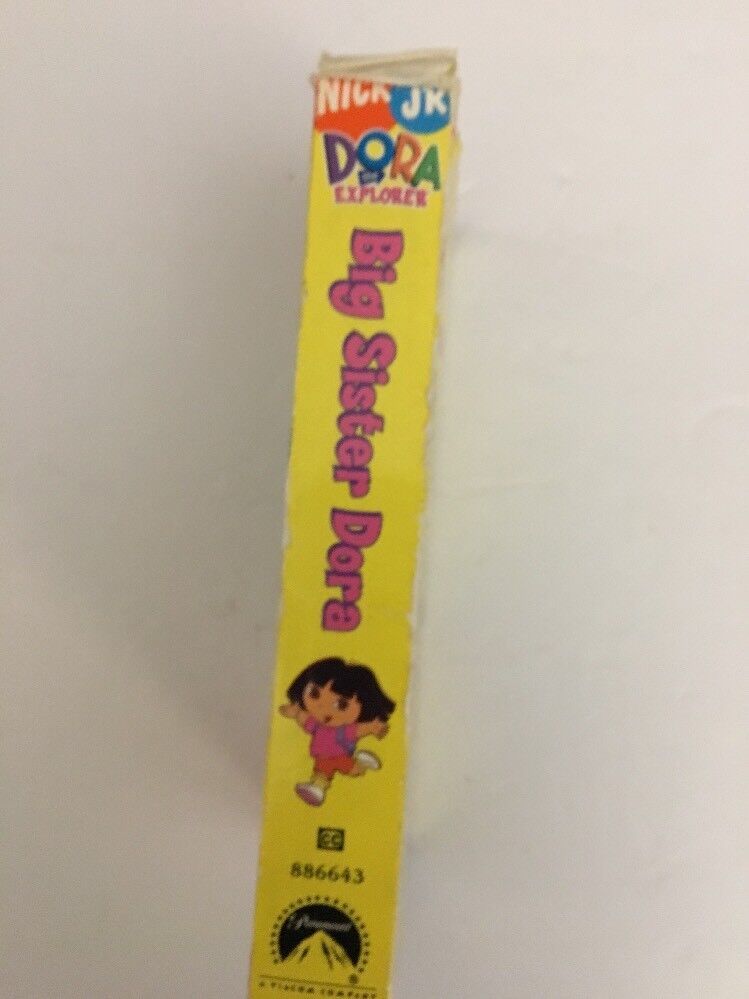 NICK JR
DORA
THE
EXPLORER
Big Sister Dora
CC
886643
Paramount
®
A VIACOM COMPANY